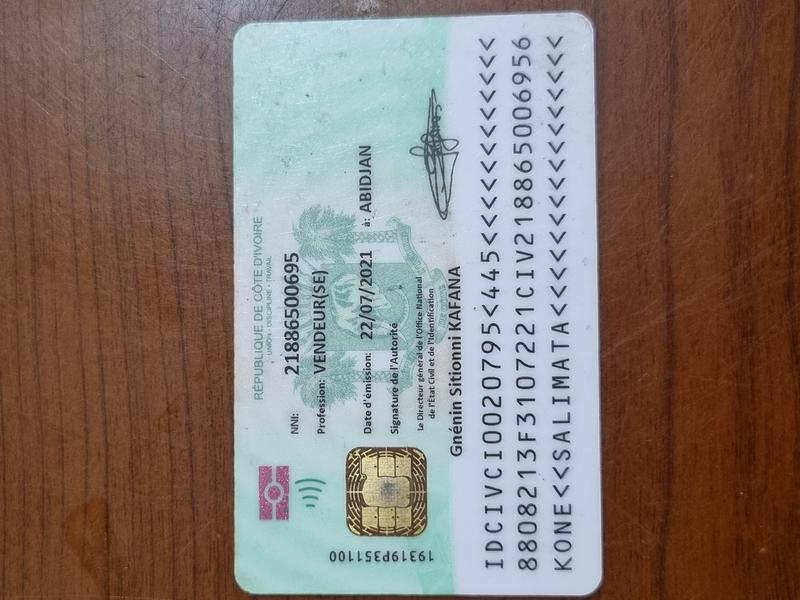 RÉPUBLIQUE DE CÔTE D'IVOIRE
UNION - DISCIPLINE - TRAVAIL
NNI: 21886500695
Profession: VENDEUR(SE)
Date d'émission: 22/07/2021 à: ABIDJAN
Signature de l'Autorité
Le Directeur général de l'Office National
de l'État Civil et de l'Identification
Gnénin Sitionni KAFANA
19319P351100
IDCIVCI0020795<445<<<<<<<<<<<<
8808213F3107221CIV218865006956
KONE<<SALIMATA<<<<<<<<<<<<<<<<